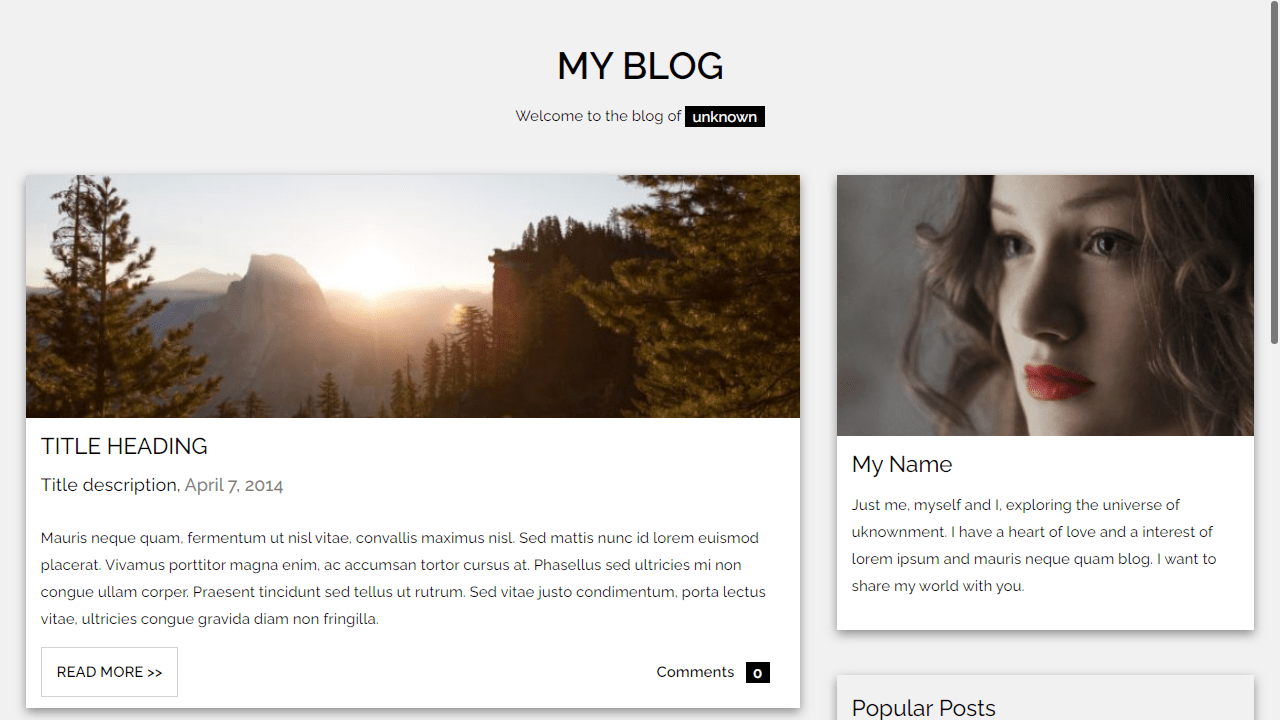 MY BLOG
Welcome to the blog of unknown
TITLE HEADING
Title description, April 7, 2014
Mauris neque quam, fermentum ut nisl vitae, convallis maximus nisl. Sed mattis nunc id lorem euismod
placerat. Vivamus porttitor magna enim, ac accumsan tortor cursus at. Phasellus sed ultricies mi non
congue ullam corper. Praesent tincidunt sed tellus ut rutrum. Sed vitae justo condimentum, porta lectus
vitae, ultricies congue gravida diam non fringilla.
READ MORE >>
Comments 0
My Name
Just me, myself and I, exploring the universe of
uknownment. I have a heart of love and a interest of
lorem ipsum and mauris neque quam blog. I want to
share my world with you.
Popular Posts